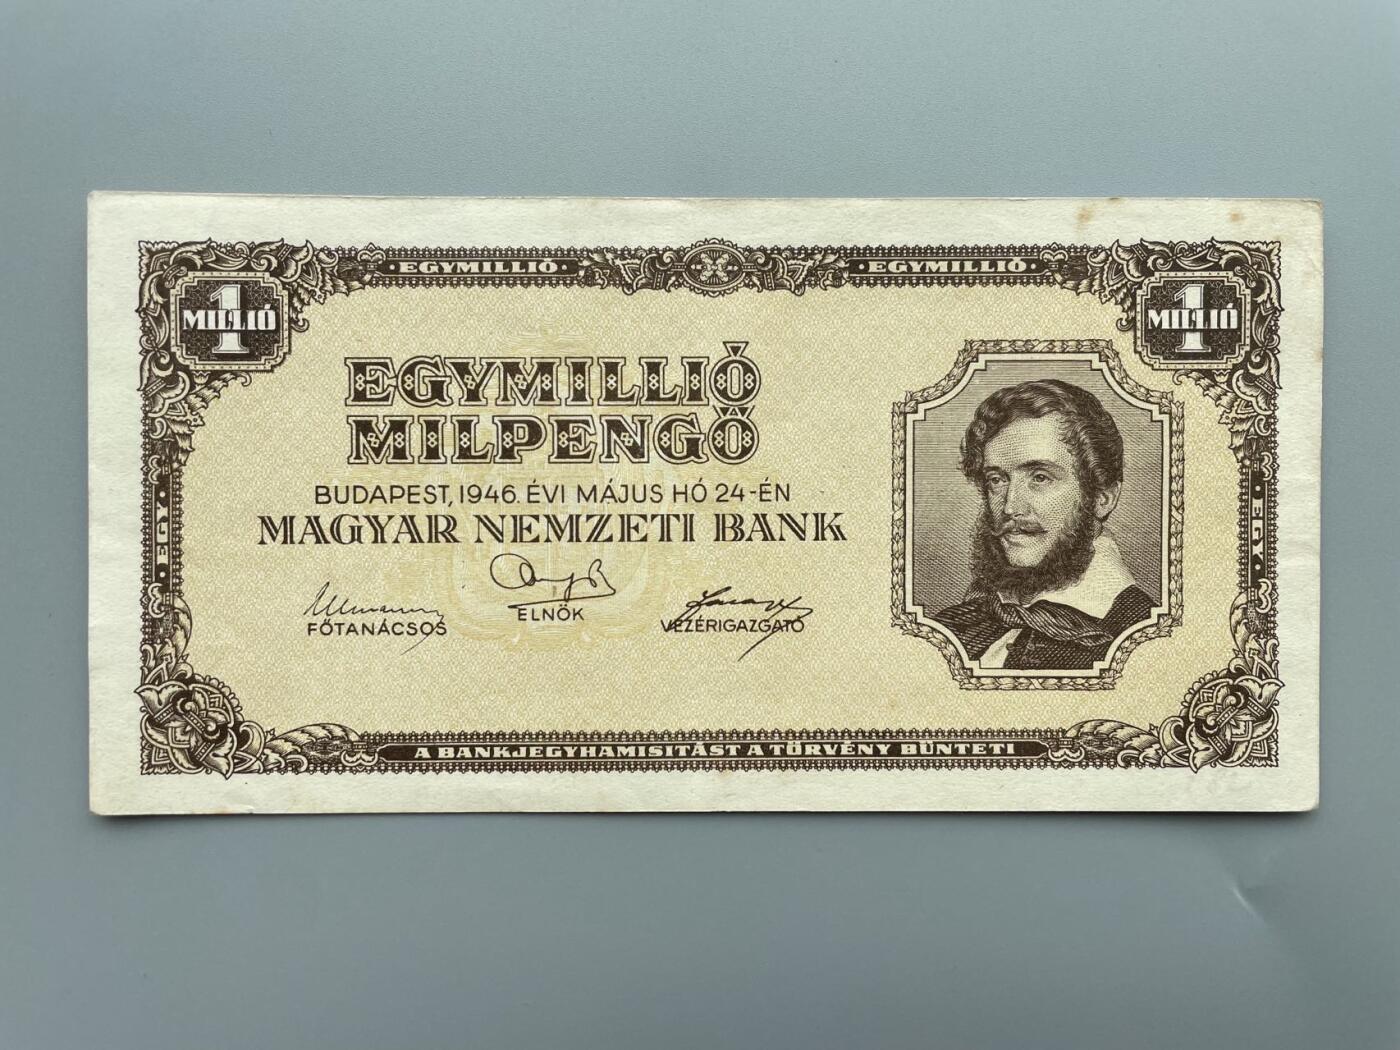 ·EGYMILLIÓ·
·EGYMILLIÓ·
1
MILLIÓ
1
MILLIÓ
EGYMILLIÓ
MILPENGŐ
BUDAPEST, 1946. ÉVI MÁJUS HÓ 24-ÉN
MAGYAR NEMZETI BANK
FŐTANÁCSOS
ELNÖK
VEZÉRIGAZGATÓ
·EGY·
·EGY·
A BANKJEGYHAMISITÁST A TÖRVÉNY BÜNTETI